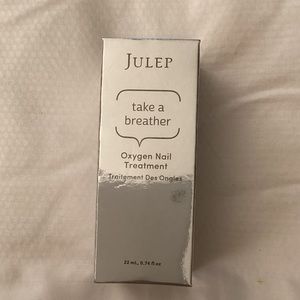 JULEP
take a
breather
Oxygen Nail
Treatment
Traitement Des Ongles
22 mL, 0.74 fl oz